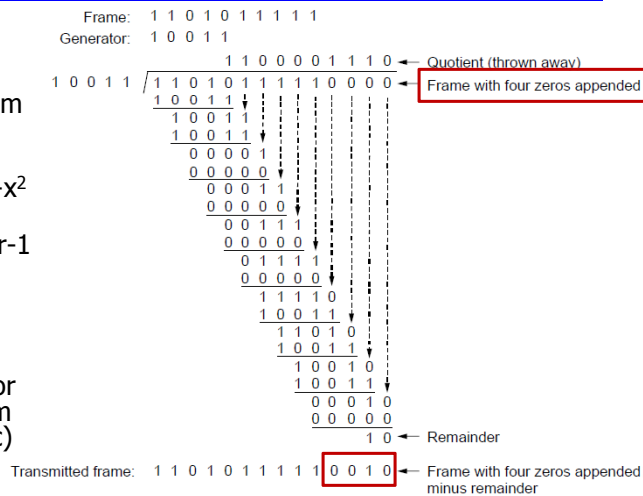 Frame: 1 1 0 1 0 1 1 1 1 1
Generator: 1 0 0 1 1
1 1 0 0 0 0 1 1 1 0 Quotient (thrown away)
1 0 0 1 1 1 1 0 1 0 1 1 1 1 1 0 0 0 0 Frame with four zeros appended
m 1 0 0 1 1
1 0 0 1 1
1 0 0 1 1
0 0 0 0 1
0 0 0 0 0
x² 0 0 0 1 1
0 0 0 0 0
0 0 1 1 1
r-1 0 0 0 0 0
0 1 1 1 1
0 0 0 0 0
1 1 1 1 0
1 0 0 1 1
1 1 0 1 0
1 0 0 1 1
1 0 0 1 0
or 1 0 0 1 1
0 0 0 1 0
m 0 0 0 0 0
) 1 0 Remainder
Transmitted frame: 1 1 0 1 0 1 1 1 1 1 0 0 1 0 Frame with four zeros appended
minus remainder